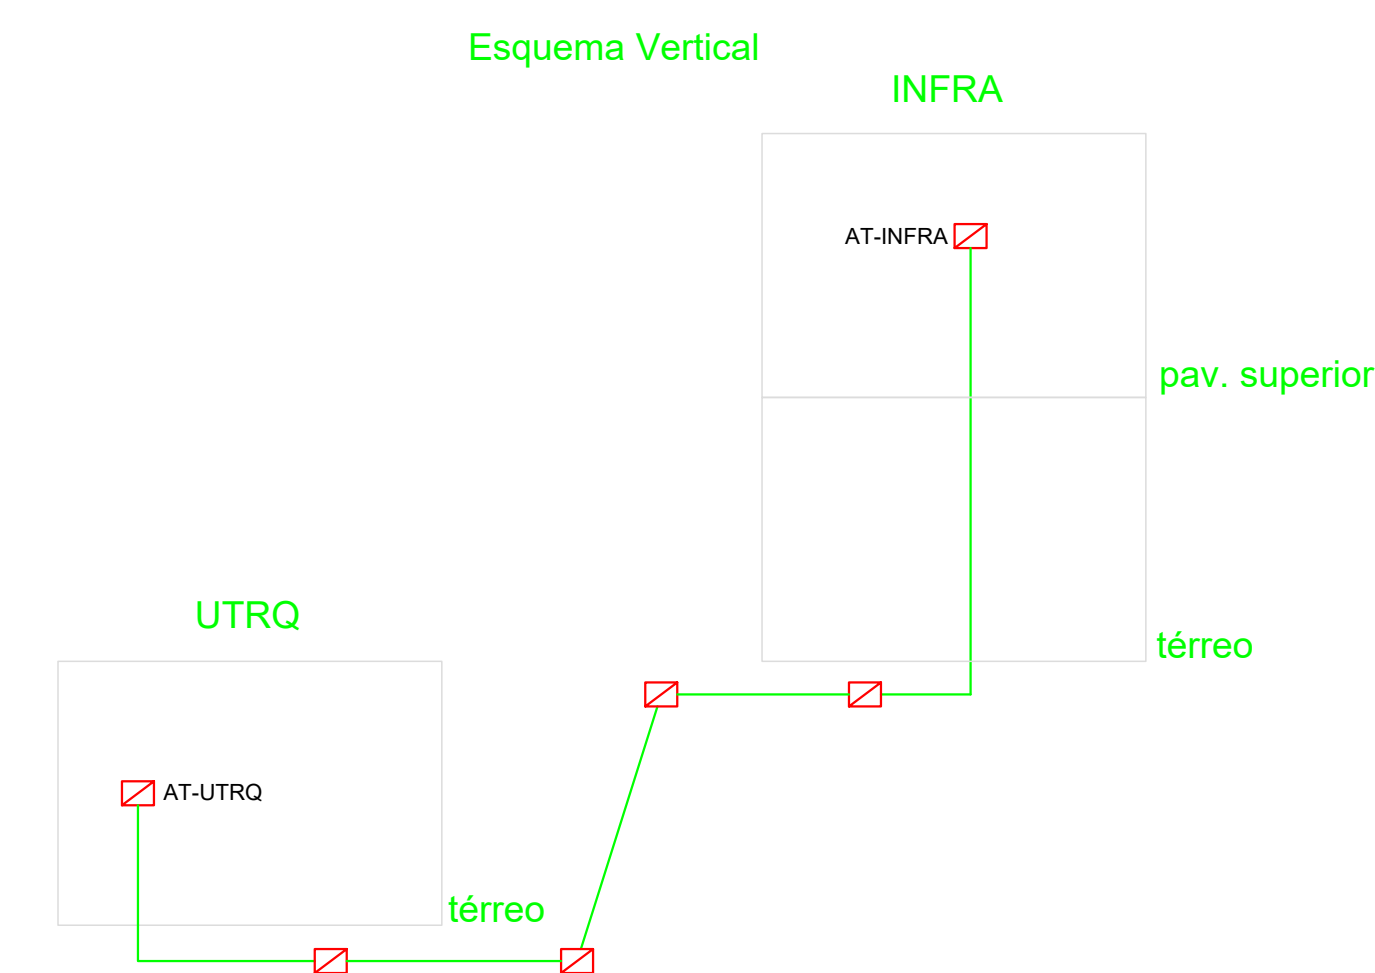 Esquema Vertical
INFRA
AT-INFRA
pav. superior
UTRQ
térreo
AT-UTRQ
térreo